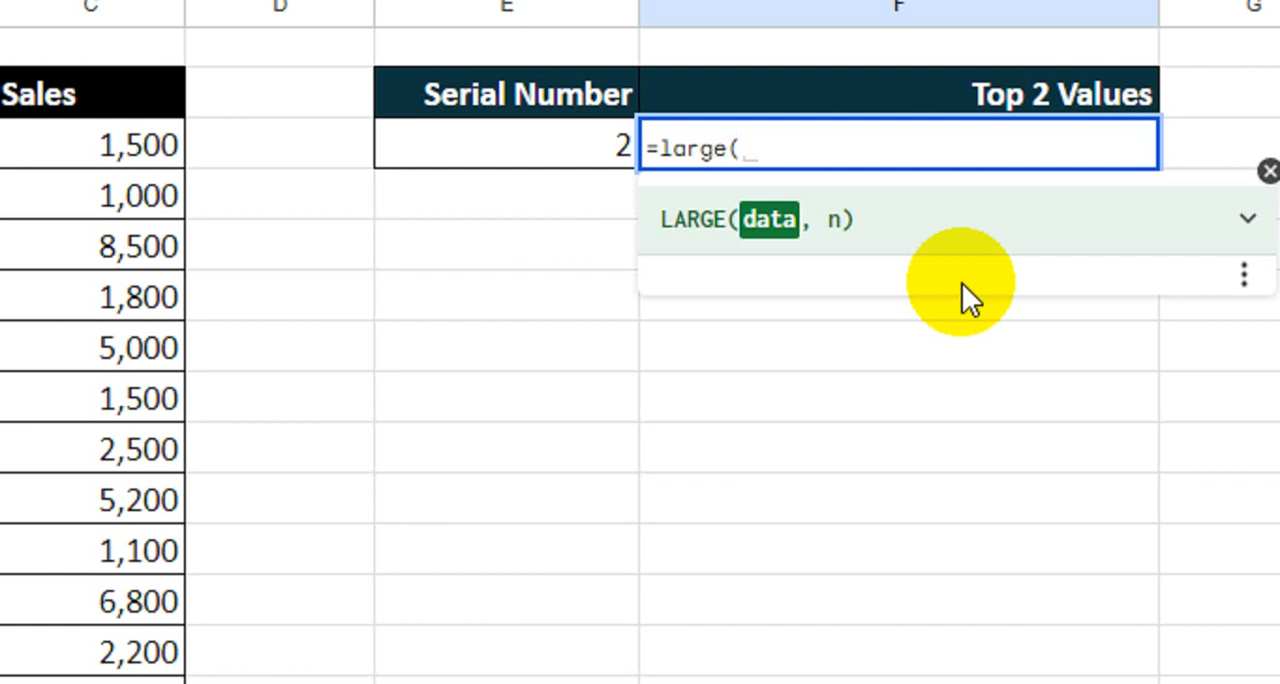 C D E F G
Sales Serial Number Top 2 Values
1,500 2 =large(
1,000 LARGE(data, n)
8,500
1,800
5,000
1,500
2,500
5,200
1,100
6,800
2,200